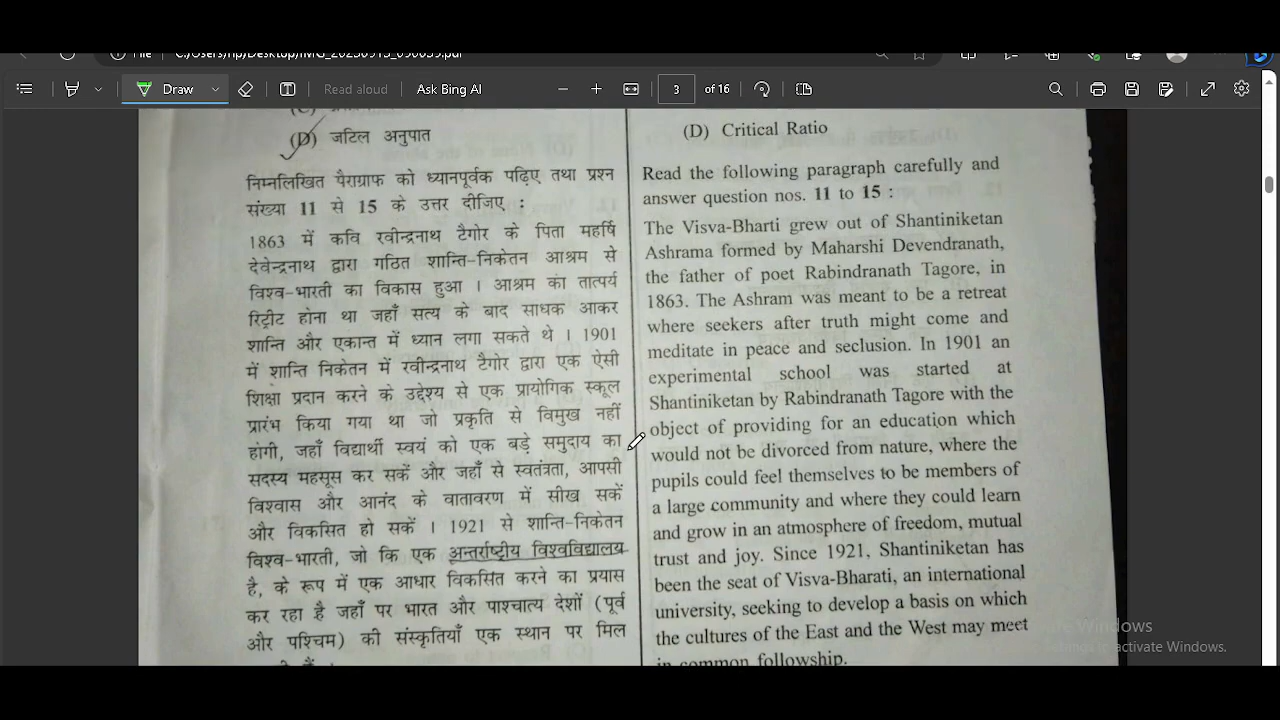 File
C:/Users/hp/Desktop/IMG_20230913_090039.pdf
Draw
Read aloud
Ask Bing AI
3 of 16
(D) जटिल अनुपात
निम्नलिखित पैराग्राफ को ध्यानपूर्वक पढ़िए तथा प्रश्न
संख्या 11 से 15 के उत्तर दीजिए :
1863 में कवि रवीन्द्रनाथ टैगोर के पिता महर्षि
देवेन्द्रनाथ द्वारा गठित शान्ति-निकेतन आश्रम से
विश्व-भारती का विकास हुआ । आश्रम का तात्पर्य
रिट्रीट होना था जहाँ सत्य के बाद साधक आकर
शान्ति और एकान्त में ध्यान लगा सकते थे । 1901
में शान्ति निकेतन में रवीन्द्रनाथ टैगोर द्वारा एक ऐसी
शिक्षा प्रदान करने के उद्देश्य से एक प्रायोगिक स्कूल
प्रारंभ किया गया था जो प्रकृति से विमुख नहीं
होगी, जहाँ विद्यार्थी स्वयं को एक बड़े समुदाय का
सदस्य महसूस कर सकें और जहाँ से स्वतंत्रता, आपसी
विश्वास और आनंद के वातावरण में सीख सकें
और विकसित हो सकें । 1921 से शान्ति-निकेतन
विश्व-भारती, जो कि एक अन्तर्राष्ट्रीय विश्वविद्यालय
है, के रूप में एक आधार विकसित करने का प्रयास
कर रहा है जहाँ पर भारत और पाश्चात्य देशों (पूर्व
और पश्चिम) की संस्कृतियाँ एक स्थान पर मिल
(D) Critical Ratio
Read the following paragraph carefully and
answer question nos. 11 to 15 :
The Visva-Bharti grew out of Shantiniketan
Ashrama formed by Maharshi Devendranath,
the father of poet Rabindranath Tagore, in
1863. The Ashram was meant to be a retreat
where seekers after truth might come and
meditate in peace and seclusion. In 1901 an
experimental school was started at
Shantiniketan by Rabindranath Tagore with the
object of providing for an education which
would not be divorced from nature, where the
pupils could feel themselves to be members of
a large community and where they could learn
and grow in an atmosphere of freedom, mutual
trust and joy. Since 1921, Shantiniketan has
been the seat of Visva-Bharati, an international
university, seeking to develop a basis on which
the cultures of the East and the West may meet
in common followship.
Windows
to activate Windows.